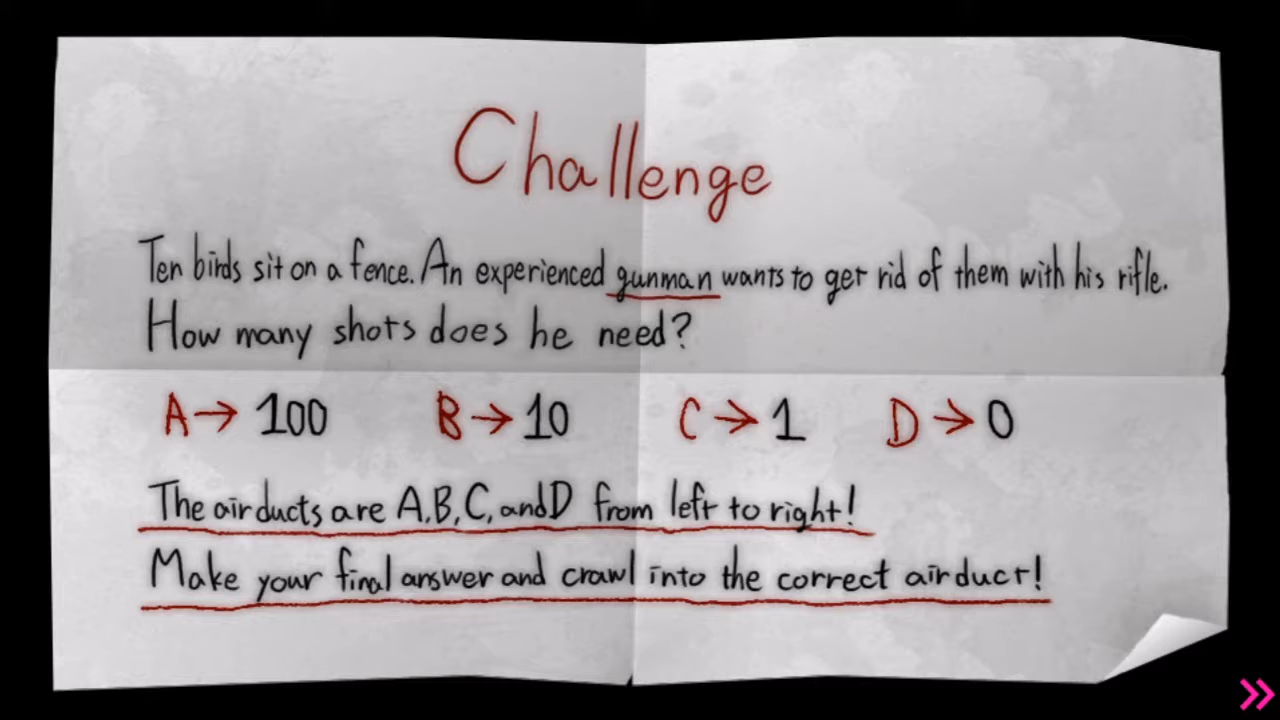 Challenge
Ten birds sit on a fence. An experienced gunman wants to get rid of them with his rifle.
How many shots does he need?
A→100 B→10 C→1 D→0
The airducts are A, B, C, and D from left to right!
Make your final answer and crawl into the correct airduct!